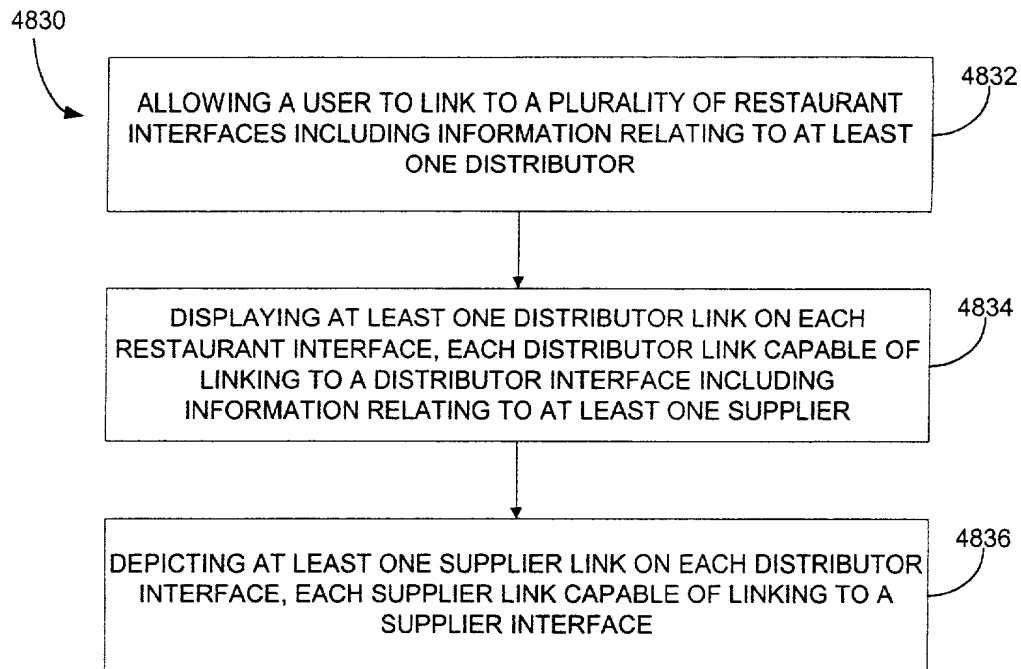 4830
4832
ALLOWING A USER TO LINK TO A PLURALITY OF RESTAURANT
INTERFACES INCLUDING INFORMATION RELATING TO AT LEAST
ONE DISTRIBUTOR
4834
DISPLAYING AT LEAST ONE DISTRIBUTOR LINK ON EACH
RESTAURANT INTERFACE, EACH DISTRIBUTOR LINK CAPABLE OF
LINKING TO A DISTRIBUTOR INTERFACE INCLUDING
INFORMATION RELATING TO AT LEAST ONE SUPPLIER
4836
DEPICTING AT LEAST ONE SUPPLIER LINK ON EACH DISTRIBUTOR
INTERFACE, EACH SUPPLIER LINK CAPABLE OF LINKING TO A
SUPPLIER INTERFACE